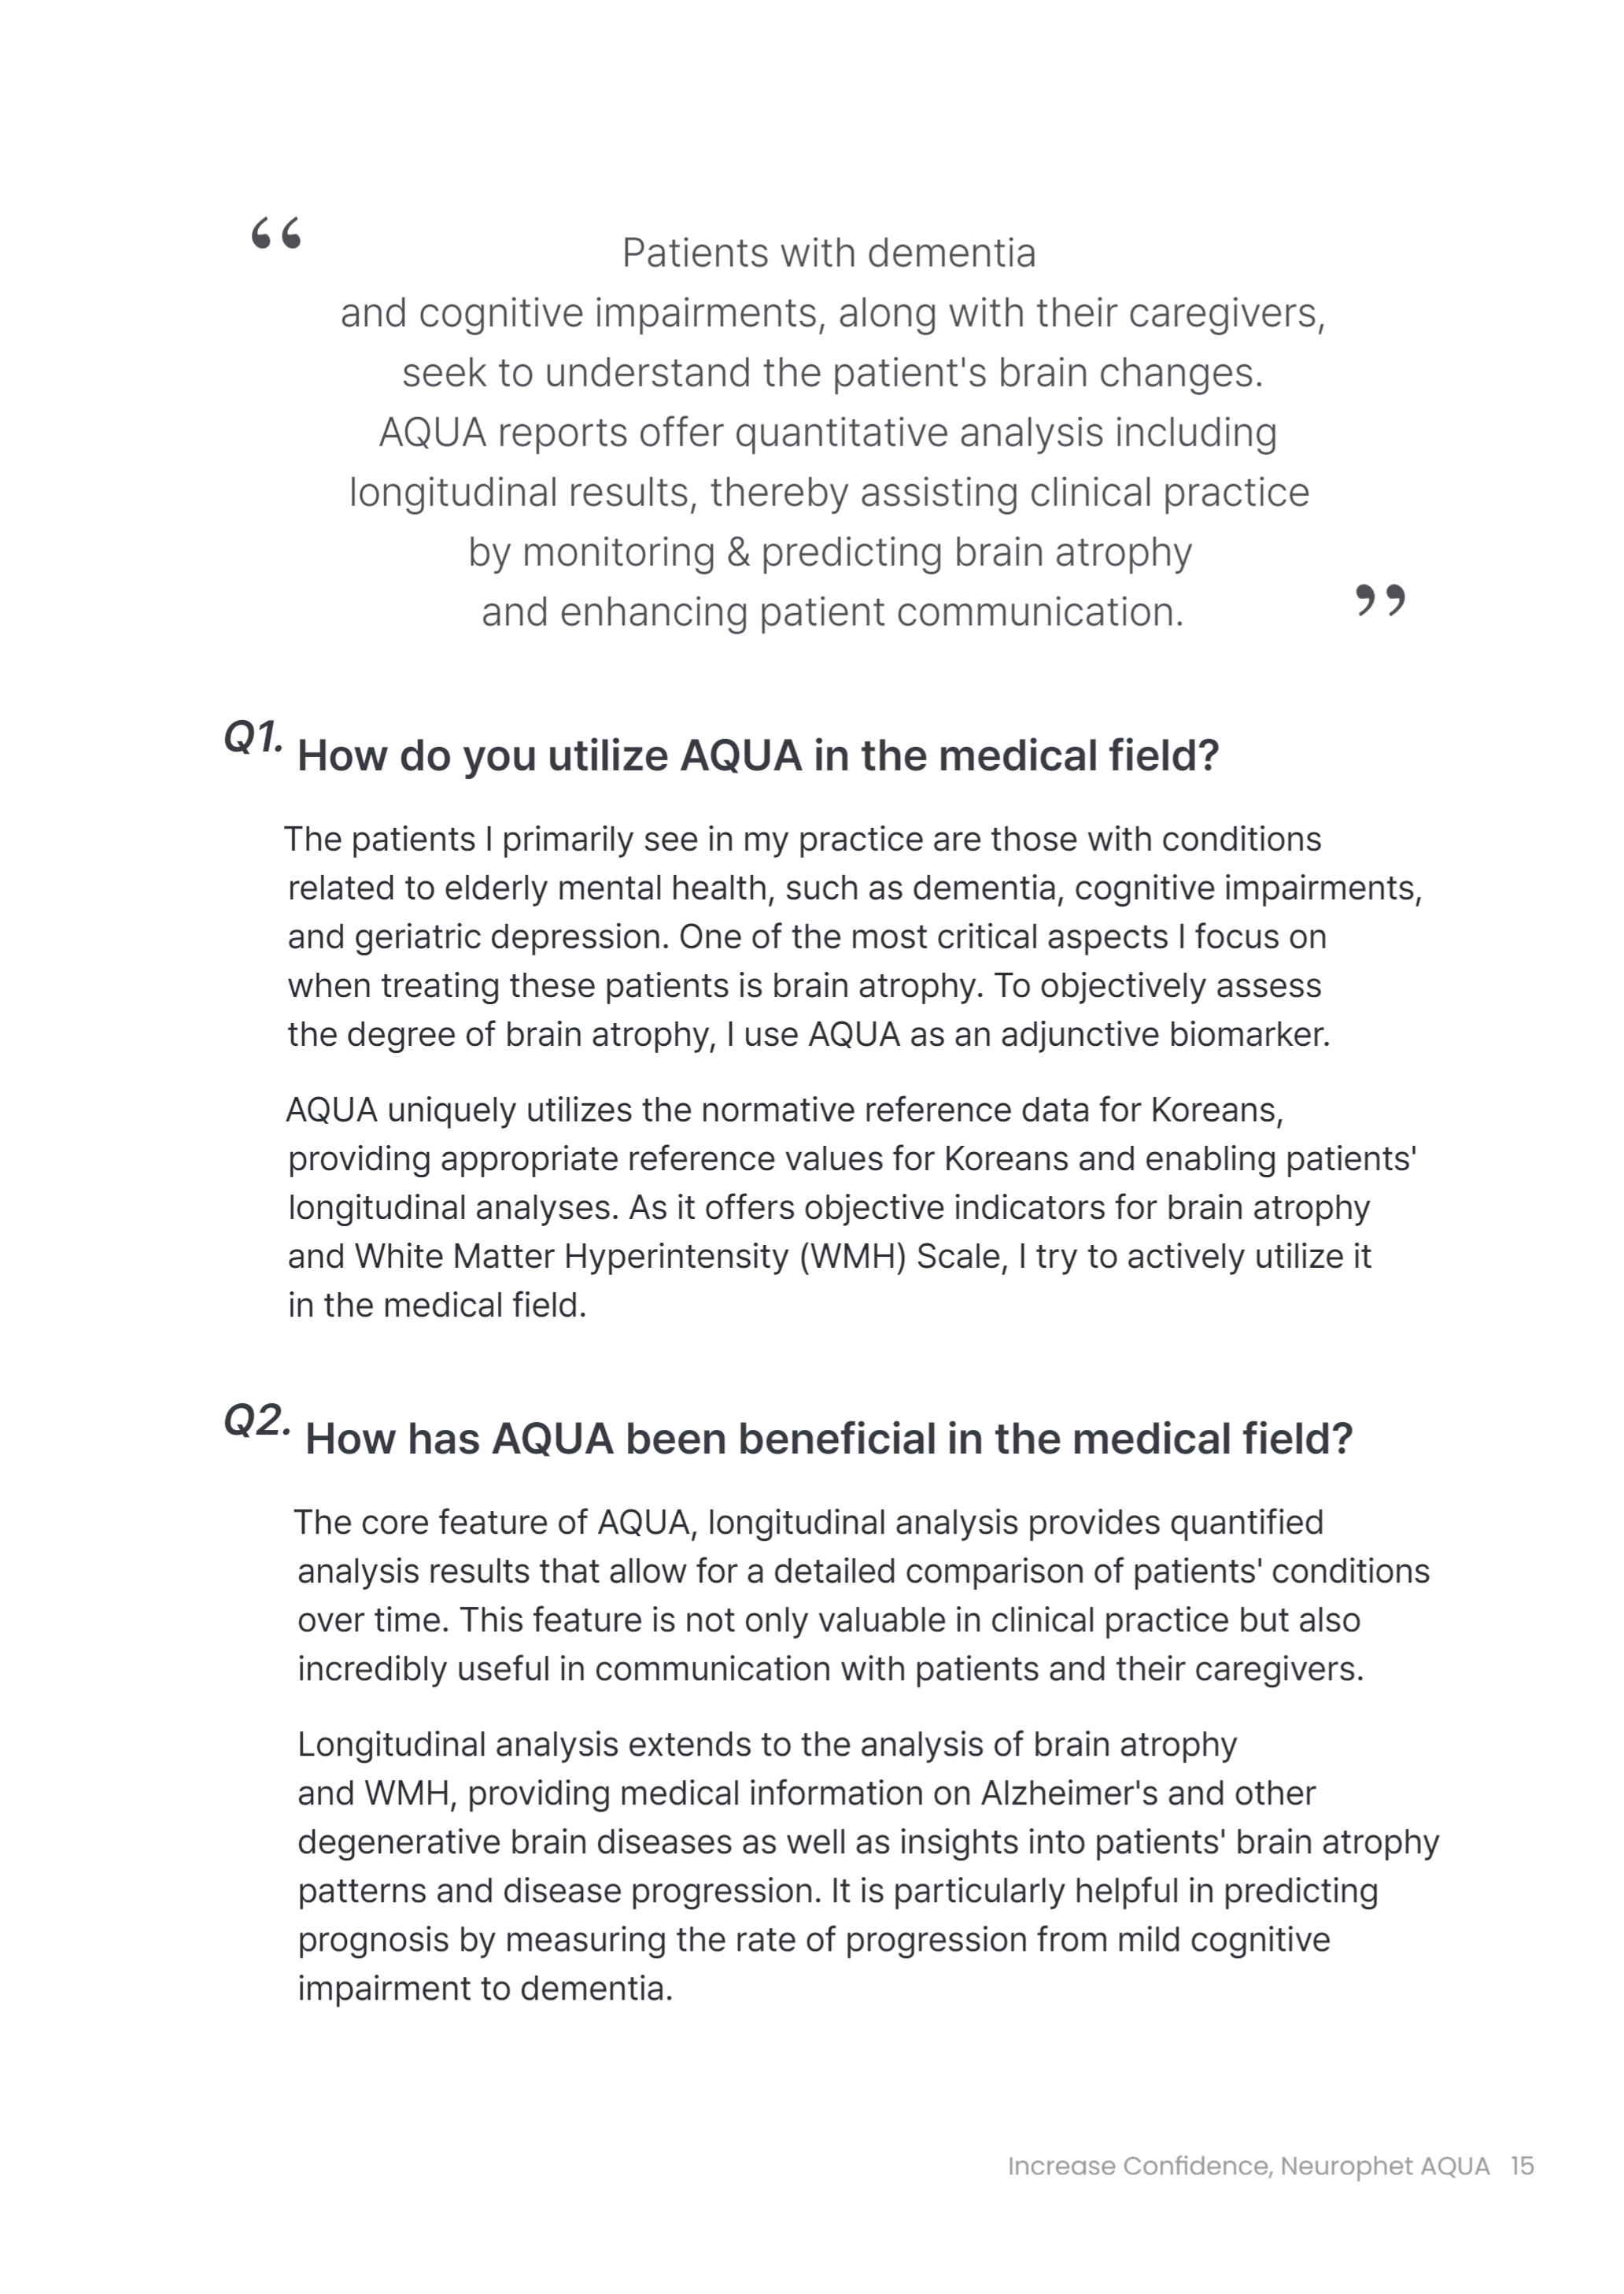 “
Patients with dementia
and cognitive impairments, along with their caregivers,
seek to understand the patient's brain changes.
AQUA reports offer quantitative analysis including
longitudinal results, thereby assisting clinical practice
by monitoring & predicting brain atrophy
and enhancing patient communication.
”
Q1. How do you utilize AQUA in the medical field?
The patients I primarily see in my practice are those with conditions
related to elderly mental health, such as dementia, cognitive impairments,
and geriatric depression. One of the most critical aspects I focus on
when treating these patients is brain atrophy. To objectively assess
the degree of brain atrophy, I use AQUA as an adjunctive biomarker.
AQUA uniquely utilizes the normative reference data for Koreans,
providing appropriate reference values for Koreans and enabling patients'
longitudinal analyses. As it offers objective indicators for brain atrophy
and White Matter Hyperintensity (WMH) Scale, I try to actively utilize it
in the medical field.
Q2. How has AQUA been beneficial in the medical field?
The core feature of AQUA, longitudinal analysis provides quantified
analysis results that allow for a detailed comparison of patients' conditions
over time. This feature is not only valuable in clinical practice but also
incredibly useful in communication with patients and their caregivers.
Longitudinal analysis extends to the analysis of brain atrophy
and WMH, providing medical information on Alzheimer's and other
degenerative brain diseases as well as insights into patients' brain atrophy
patterns and disease progression. It is particularly helpful in predicting
prognosis by measuring the rate of progression from mild cognitive
impairment to dementia.
Increase Confidence, Neurophet AQUA 15